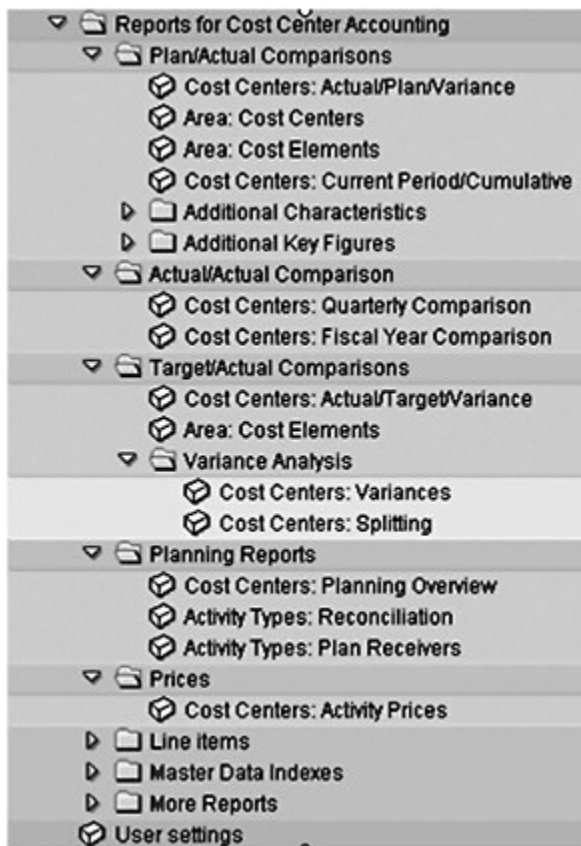 Reports for Cost Center Accounting
Plan/Actual Comparisons
Cost Centers: Actual/Plan/Variance
Area: Cost Centers
Area: Cost Elements
Cost Centers: Current Period/Cumulative
Additional Characteristics
Additional Key Figures
Actual/Actual Comparison
Cost Centers: Quarterly Comparison
Cost Centers: Fiscal Year Comparison
Target/Actual Comparisons
Cost Centers: Actual/Target/Variance
Area: Cost Elements
Variance Analysis
Cost Centers: Variances
Cost Centers: Splitting
Planning Reports
Cost Centers: Planning Overview
Activity Types: Reconciliation
Activity Types: Plan Receivers
Prices
Cost Centers: Activity Prices
Line items
Master Data Indexes
More Reports
User settings